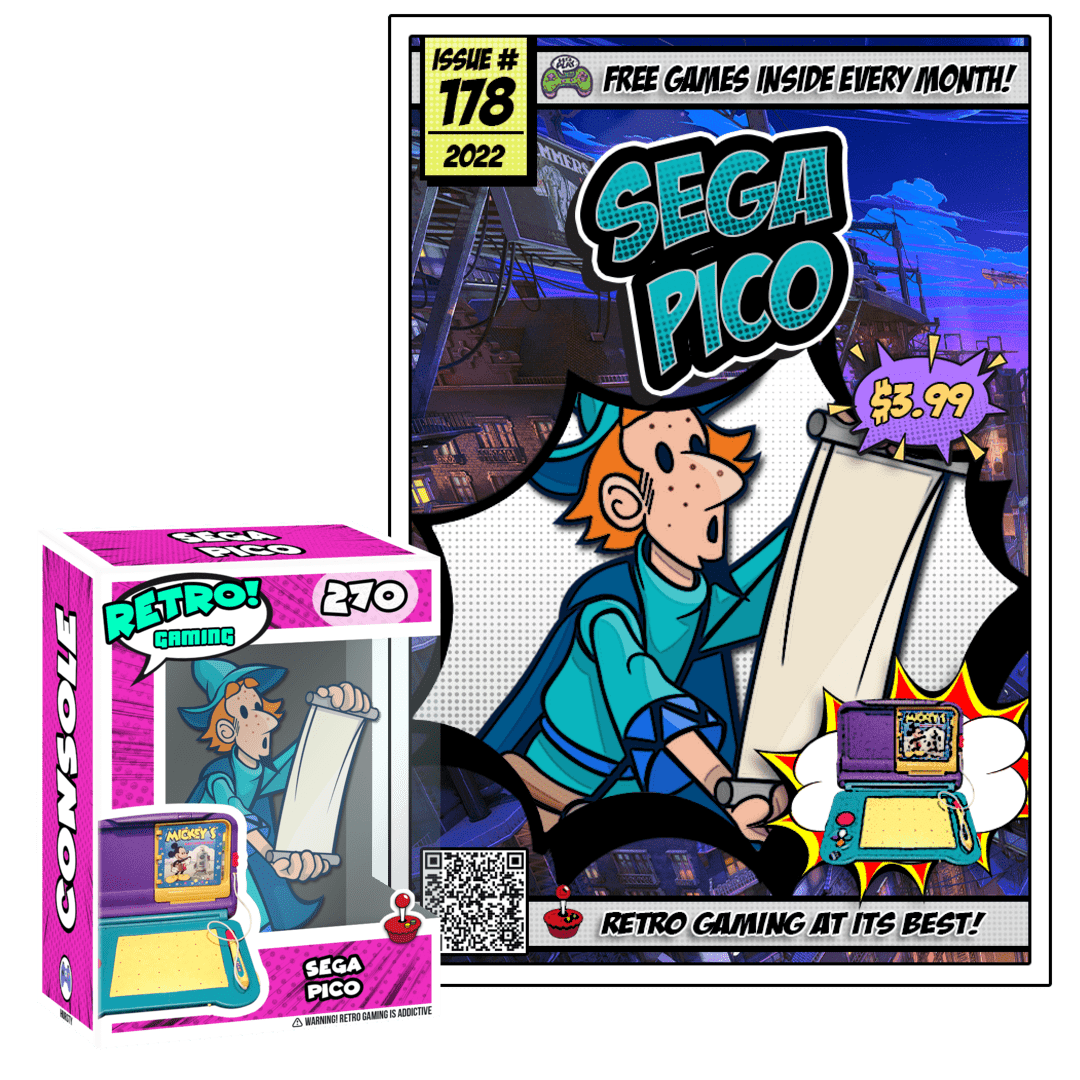 ISSUE #
178
2022
FREE GAMES INSIDE EVERY MONTH!
SEGA
PICO
$3.99
MICKEY'S
RETRO GAMING AT ITS BEST!
SEGA
PICO
RETRO!
GAMING
270
CONSOLE
MICKEY'S
SEGA
PICO
WARNING! RETRO GAMING IS ADDICTIVE